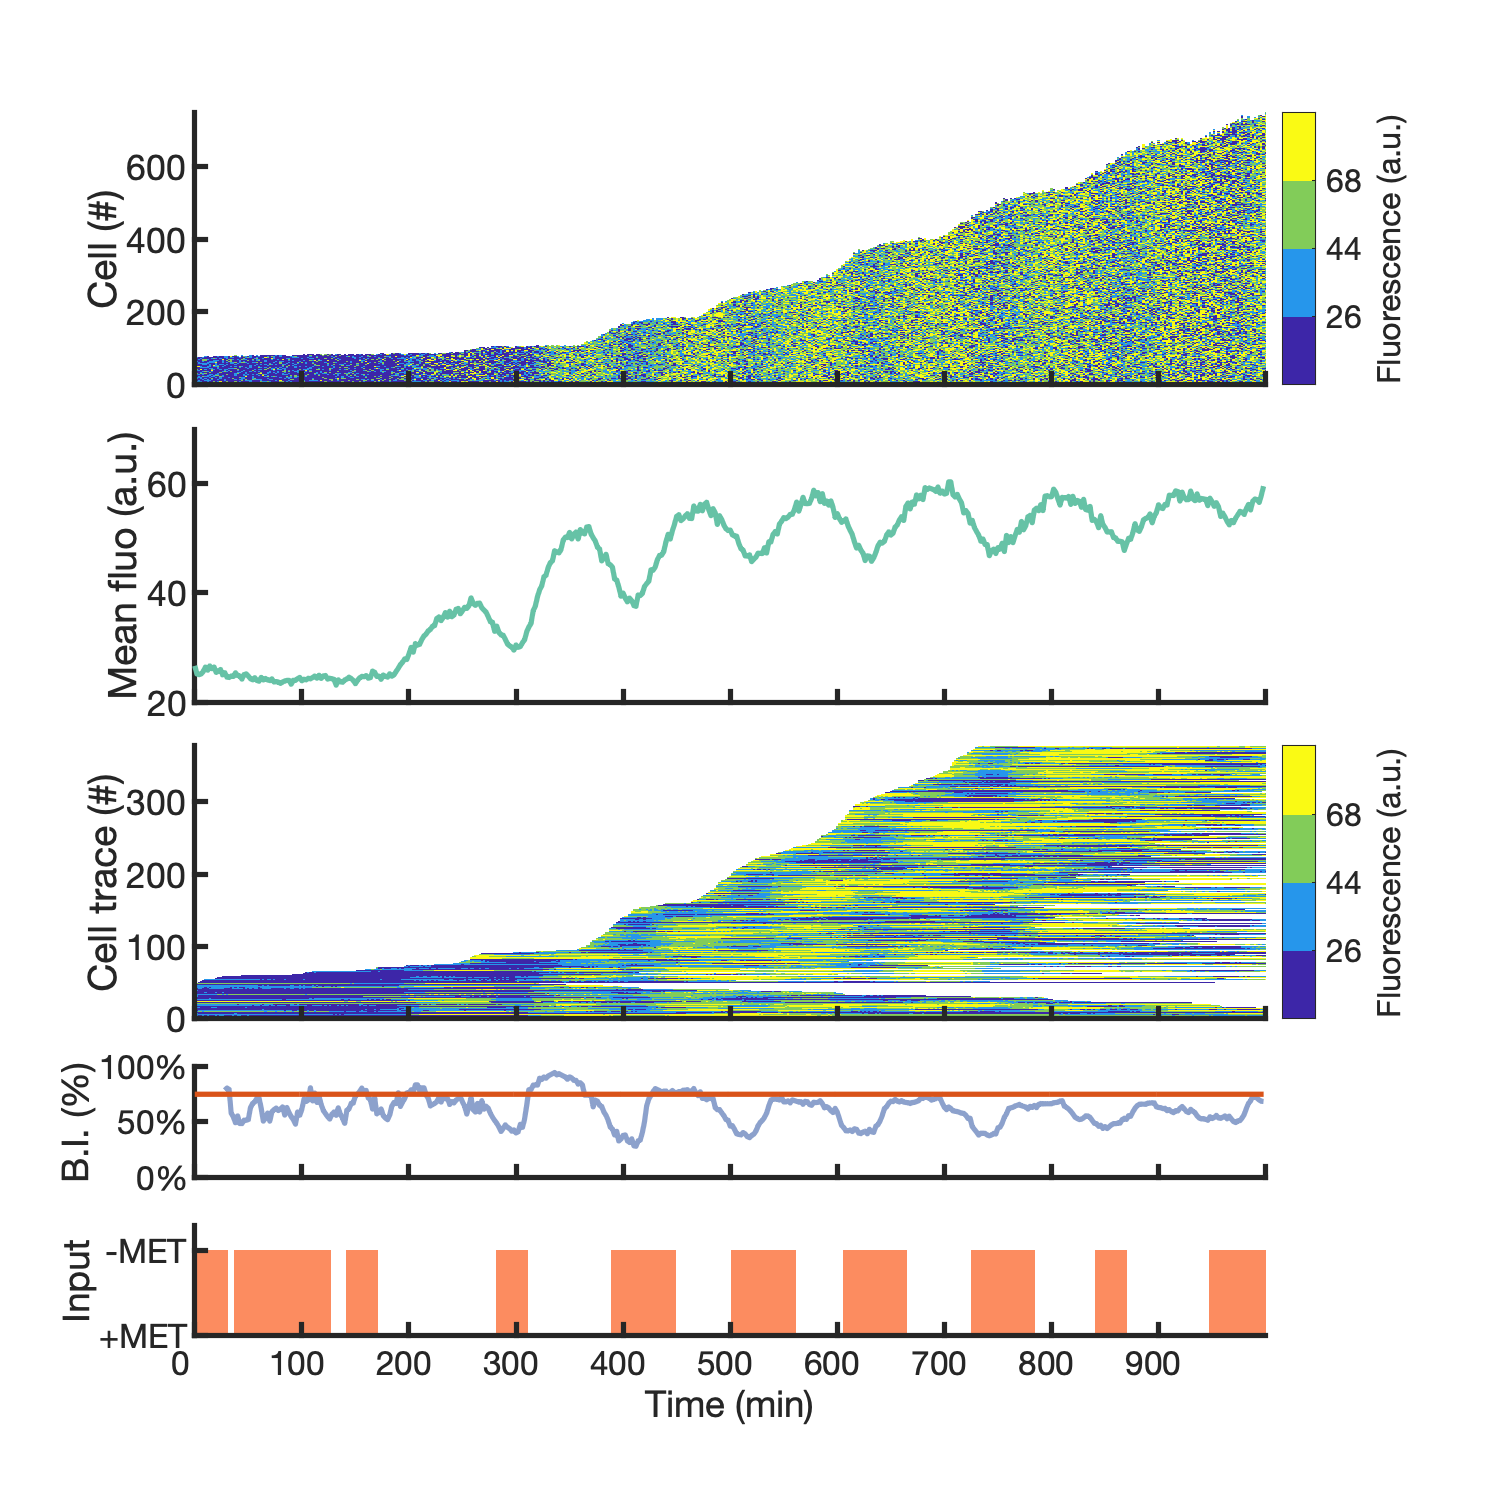 Cell (#)
600
400
200
0
68
44
26
Fluorescence (a.u.)
Mean fluo (a.u.)
60
40
20
Cell trace (#)
300
200
100
0
68
44
26
Fluorescence (a.u.)
B.I. (%)
100%
50%
0%
Input
-MET
+MET
0 100 200 300 400 500 600 700 800 900
Time (min)